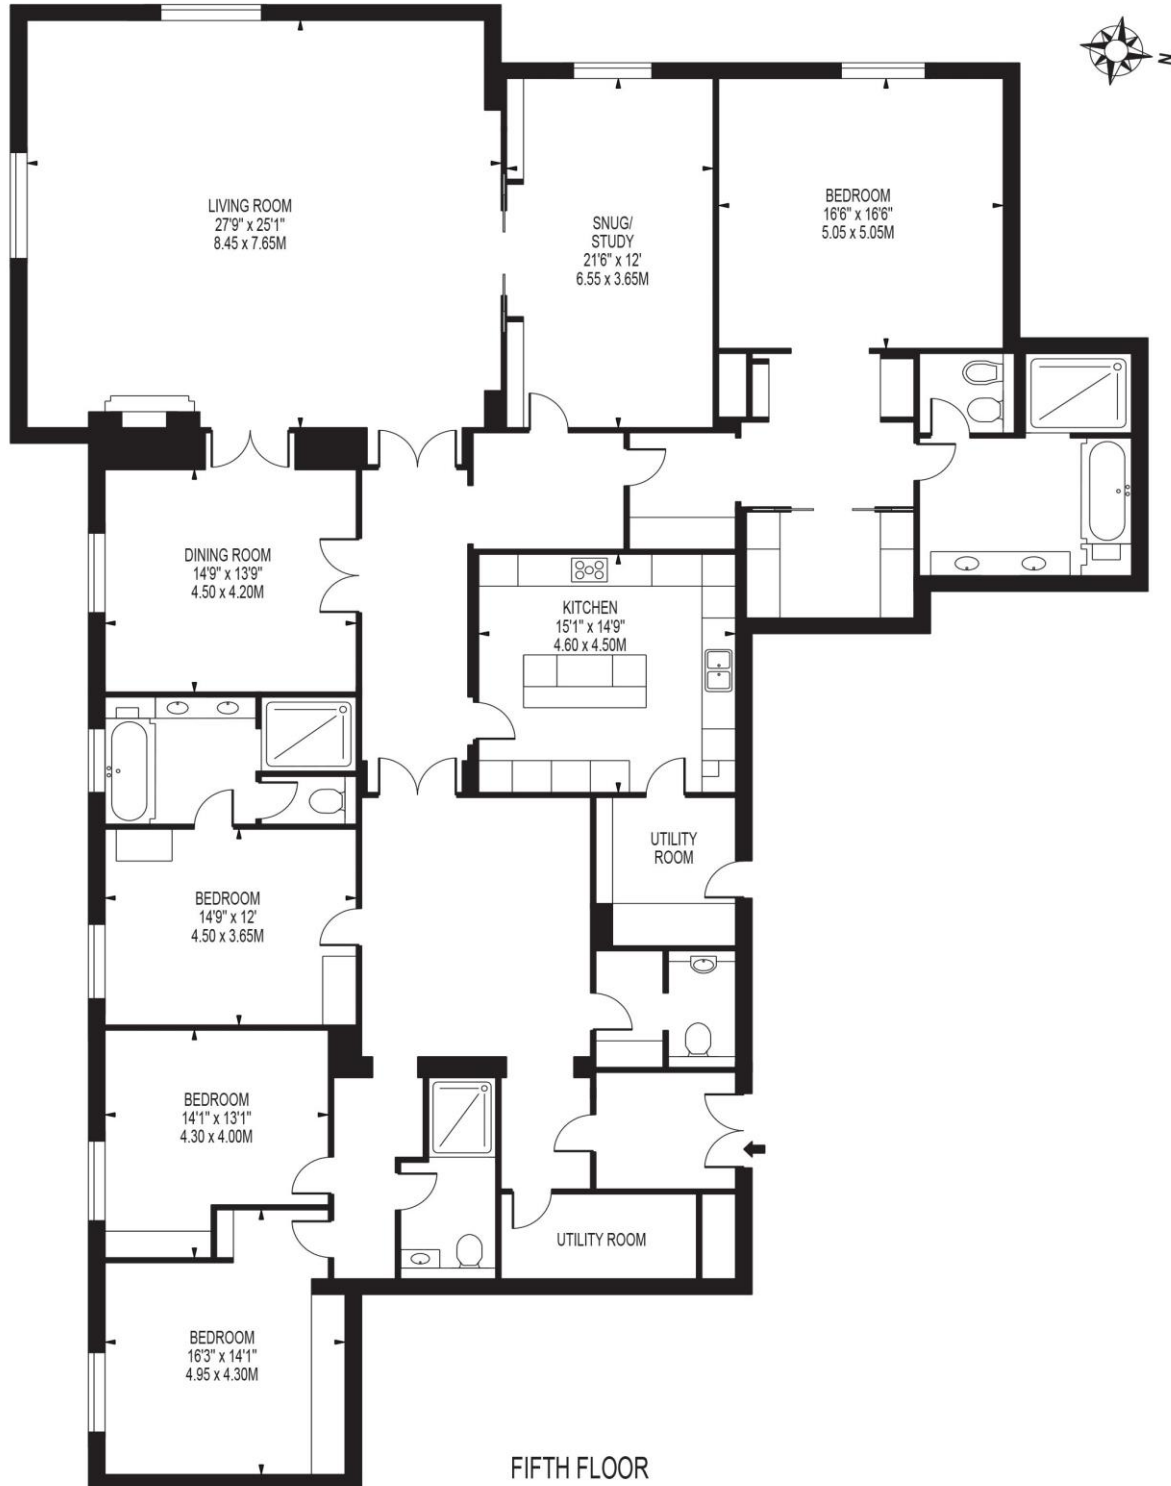 N
LIVING ROOM
27'9" x 25'1"
8.45 x 7.65M
SNUG/
STUDY
21'6" x 12'
6.55 x 3.65M
BEDROOM
16'6" x 16'6"
5.05 x 5.05M
DINING ROOM
14'9" x 13'9"
4.50 x 4.20M
KITCHEN
15'1" x 14'9"
4.60 x 4.50M
UTILITY
ROOM
BEDROOM
14'9" x 12'
4.50 x 3.65M
BEDROOM
14'1" x 13'1"
4.30 x 4.00M
UTILITY ROOM
BEDROOM
16'3" x 14'1"
4.95 x 4.30M
FIFTH FLOOR